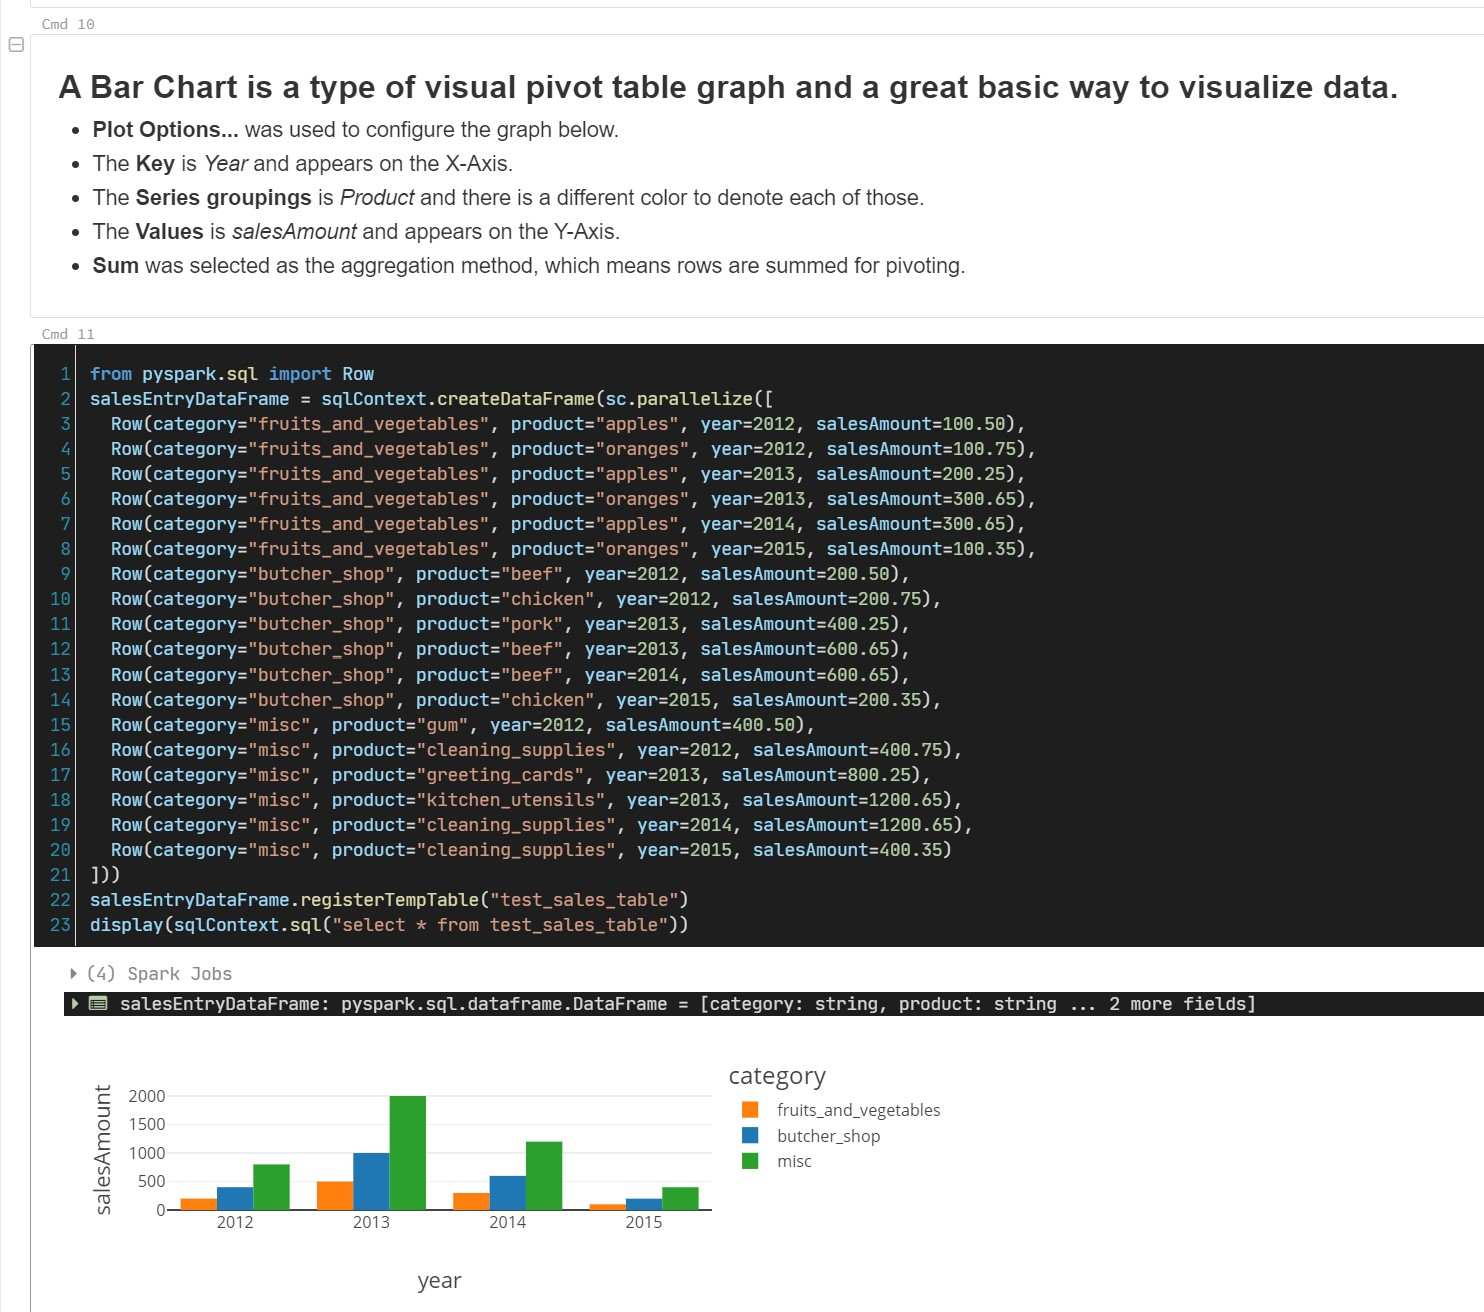 Cmd 10
A Bar Chart is a type of visual pivot table graph and a great basic way to visualize data.
• Plot Options... was used to configure the graph below.
• The Key is Year and appears on the X-Axis.
• The Series groupings is Product and there is a different color to denote each of those.
• The Values is salesAmount and appears on the Y-Axis.
• Sum was selected as the aggregation method, which means rows are summed for pivoting.
Cmd 11
1 from pyspark.sql import Row
2 salesEntryDataFrame = sqlContext.createDataFrame(sc.parallelize([
3   Row(category="fruits_and_vegetables", product="apples", year=2012, salesAmount=100.50),
4   Row(category="fruits_and_vegetables", product="oranges", year=2012, salesAmount=100.75),
5   Row(category="fruits_and_vegetables", product="apples", year=2013, salesAmount=200.25),
6   Row(category="fruits_and_vegetables", product="oranges", year=2013, salesAmount=300.65),
7   Row(category="fruits_and_vegetables", product="apples", year=2014, salesAmount=300.65),
8   Row(category="fruits_and_vegetables", product="oranges", year=2015, salesAmount=100.35),
9   Row(category="butcher_shop", product="beef", year=2012, salesAmount=200.50),
10   Row(category="butcher_shop", product="chicken", year=2012, salesAmount=200.75),
11   Row(category="butcher_shop", product="pork", year=2013, salesAmount=400.25),
12   Row(category="butcher_shop", product="beef", year=2013, salesAmount=600.65),
13   Row(category="butcher_shop", product="beef", year=2014, salesAmount=600.65),
14   Row(category="butcher_shop", product="chicken", year=2015, salesAmount=200.35),
15   Row(category="misc", product="gum", year=2012, salesAmount=400.50),
16   Row(category="misc", product="cleaning_supplies", year=2012, salesAmount=400.75),
17   Row(category="misc", product="greeting_cards", year=2013, salesAmount=800.25),
18   Row(category="misc", product="kitchen_utensils", year=2013, salesAmount=1200.65),
19   Row(category="misc", product="cleaning_supplies", year=2014, salesAmount=1200.65),
20   Row(category="misc", product="cleaning_supplies", year=2015, salesAmount=400.35)
21 ]))
22 salesEntryDataFrame.registerTempTable("test_sales_table")
23 display(sqlContext.sql("select * from test_sales_table"))
(4) Spark Jobs
salesEntryDataFrame: pyspark.sql.dataframe.DataFrame = [category: string, product: string ... 2 more fields]
salesAmount
2000
1500
1000
500
0
2012 2013 2014 2015
year
category
fruits_and_vegetables
butcher_shop
misc